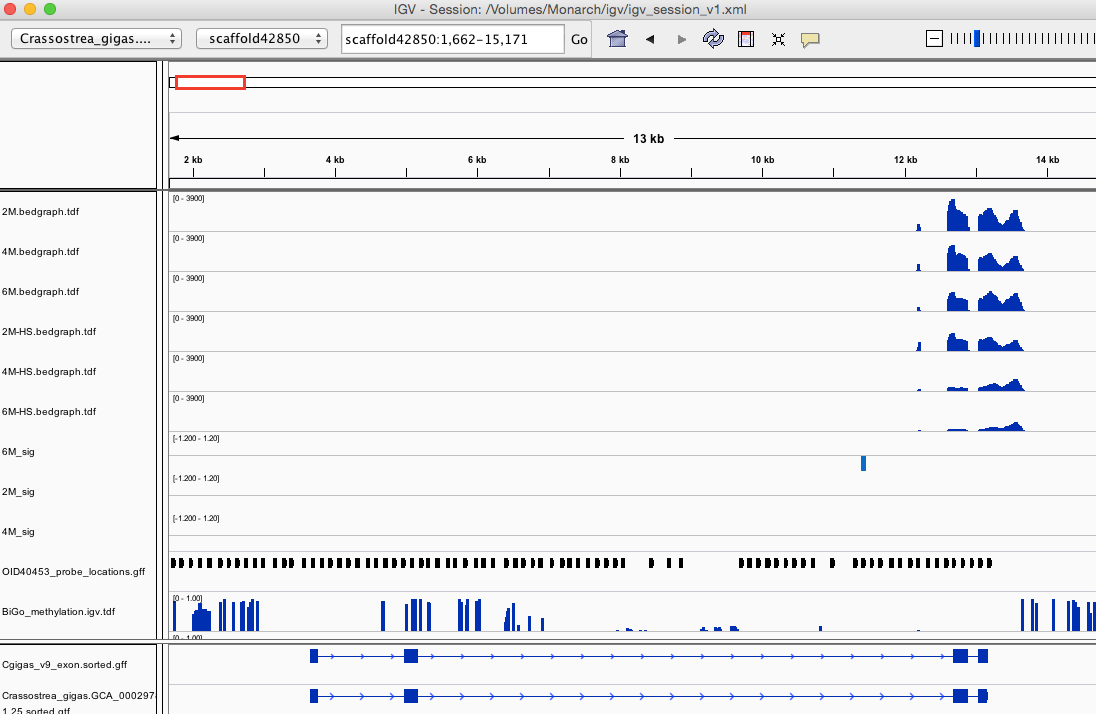 IGV - Session: /Volumes/Monarch/igv/igv_session_v1.xml
Crassostrea_gigas.... scaffold42850 scaffold42850:1,662-15,171 Go
13 kb
2 kb 4 kb 6 kb 8 kb 10 kb 12 kb 14 kb
[0 - 3900]
2M.bedgraph.tdf
[0 - 3900]
4M.bedgraph.tdf
[0 - 3900]
6M.bedgraph.tdf
[0 - 3900]
2M-HS.bedgraph.tdf
[0 - 3900]
4M-HS.bedgraph.tdf
[0 - 3900]
6M-HS.bedgraph.tdf
[-1.200 - 1.20]
6M_sig
[-1.200 - 1.20]
2M_sig
[-1.200 - 1.20]
4M_sig
OID40453_probe_locations.gff
[0 - 1.00]
BiGo_methylation.igv.tdf
[0 - 1.00]
Cgigas_v9_exon.sorted.gff
Crassostrea_gigas.GCA_000297
1.25.sorted.gtf